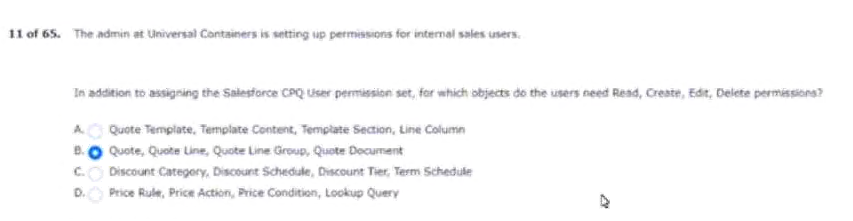 11 of 65. The admin at Universal Containers is setting up permissions for internal sales users.
In addition to assigning the Salesforce CPQ User permission set, for which objects do the users need Read, Create, Edit, Delete permissions?
A. Quote Template, Template Content, Template Section, Line Column
B. Quote, Quote Line, Quote Line Group, Quote Document
C. Discount Category, Discount Schedule, Discount Tier, Term Schedule
D. Price Rule, Price Action, Price Condition, Lookup Query